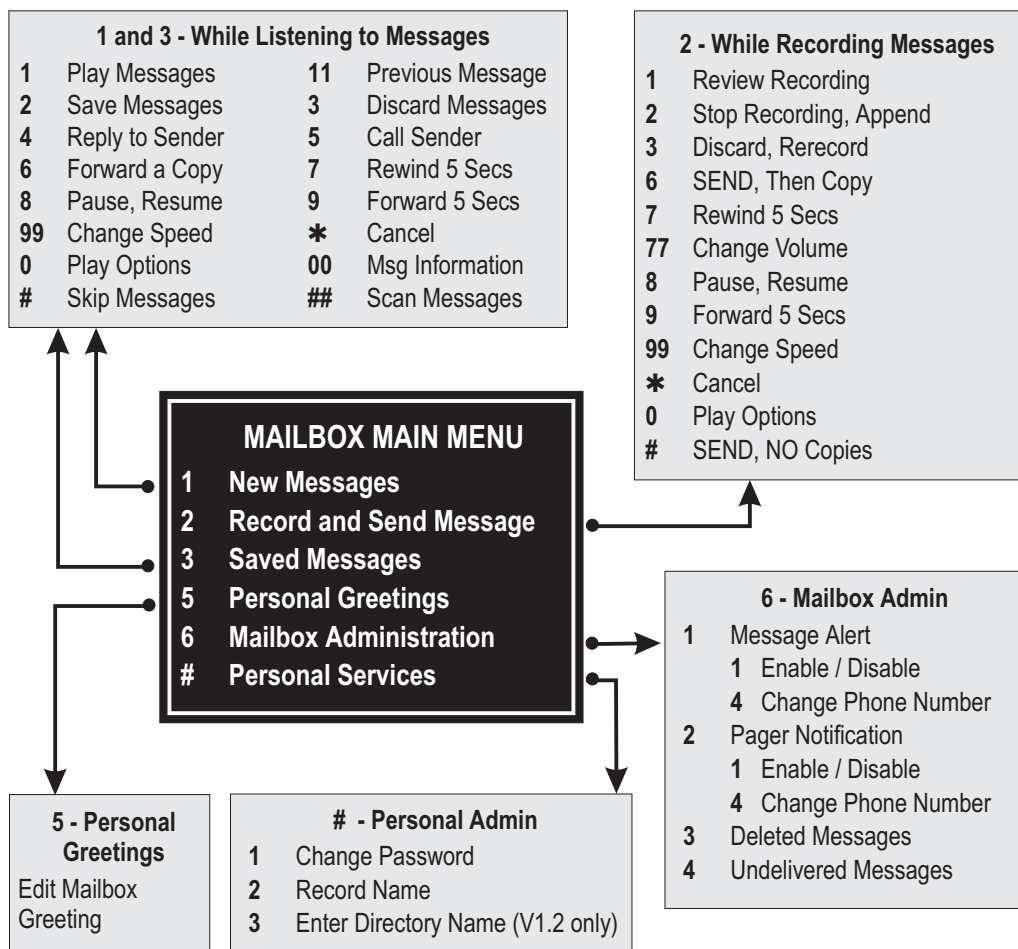 1 and 3 - While Listening to Messages
1 Play Messages 11 Previous Message
2 Save Messages 3 Discard Messages
4 Reply to Sender 5 Call Sender
6 Forward a Copy 7 Rewind 5 Secs
8 Pause, Resume 9 Forward 5 Secs
99 Change Speed ✱ Cancel
0 Play Options 00 Msg Information
# Skip Messages ## Scan Messages
2 - While Recording Messages
1 Review Recording
2 Stop Recording, Append
3 Discard, Rerecord
6 SEND, Then Copy
7 Rewind 5 Secs
77 Change Volume
8 Pause, Resume
9 Forward 5 Secs
99 Change Speed
✱ Cancel
0 Play Options
# SEND, NO Copies
MAILBOX MAIN MENU
1 New Messages
2 Record and Send Message
3 Saved Messages
5 Personal Greetings
6 Mailbox Administration
# Personal Services
6 - Mailbox Admin
1 Message Alert
1 Enable / Disable
4 Change Phone Number
2 Pager Notification
1 Enable / Disable
4 Change Phone Number
3 Deleted Messages
4 Undelivered Messages
5 - Personal
Greetings
Edit Mailbox
Greeting
# - Personal Admin
1 Change Password
2 Record Name
3 Enter Directory Name (V1.2 only)